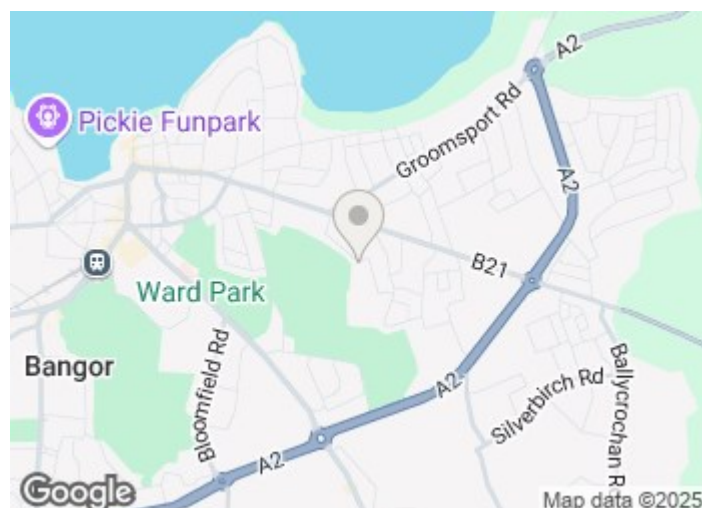 A2
Pickie Funpark
Groomsport Rd
A2
B21
Ward Park
Bangor
Bloomfield Rd
A2
Silverbirch Rd
Ballycrochan
A2
Google
Map data ©2025